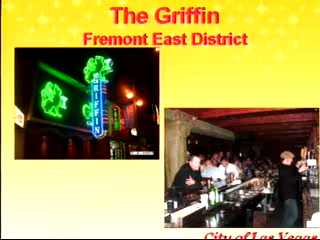 The Griffin
Fremont East District
GRIFFIN
City of Las Vegas